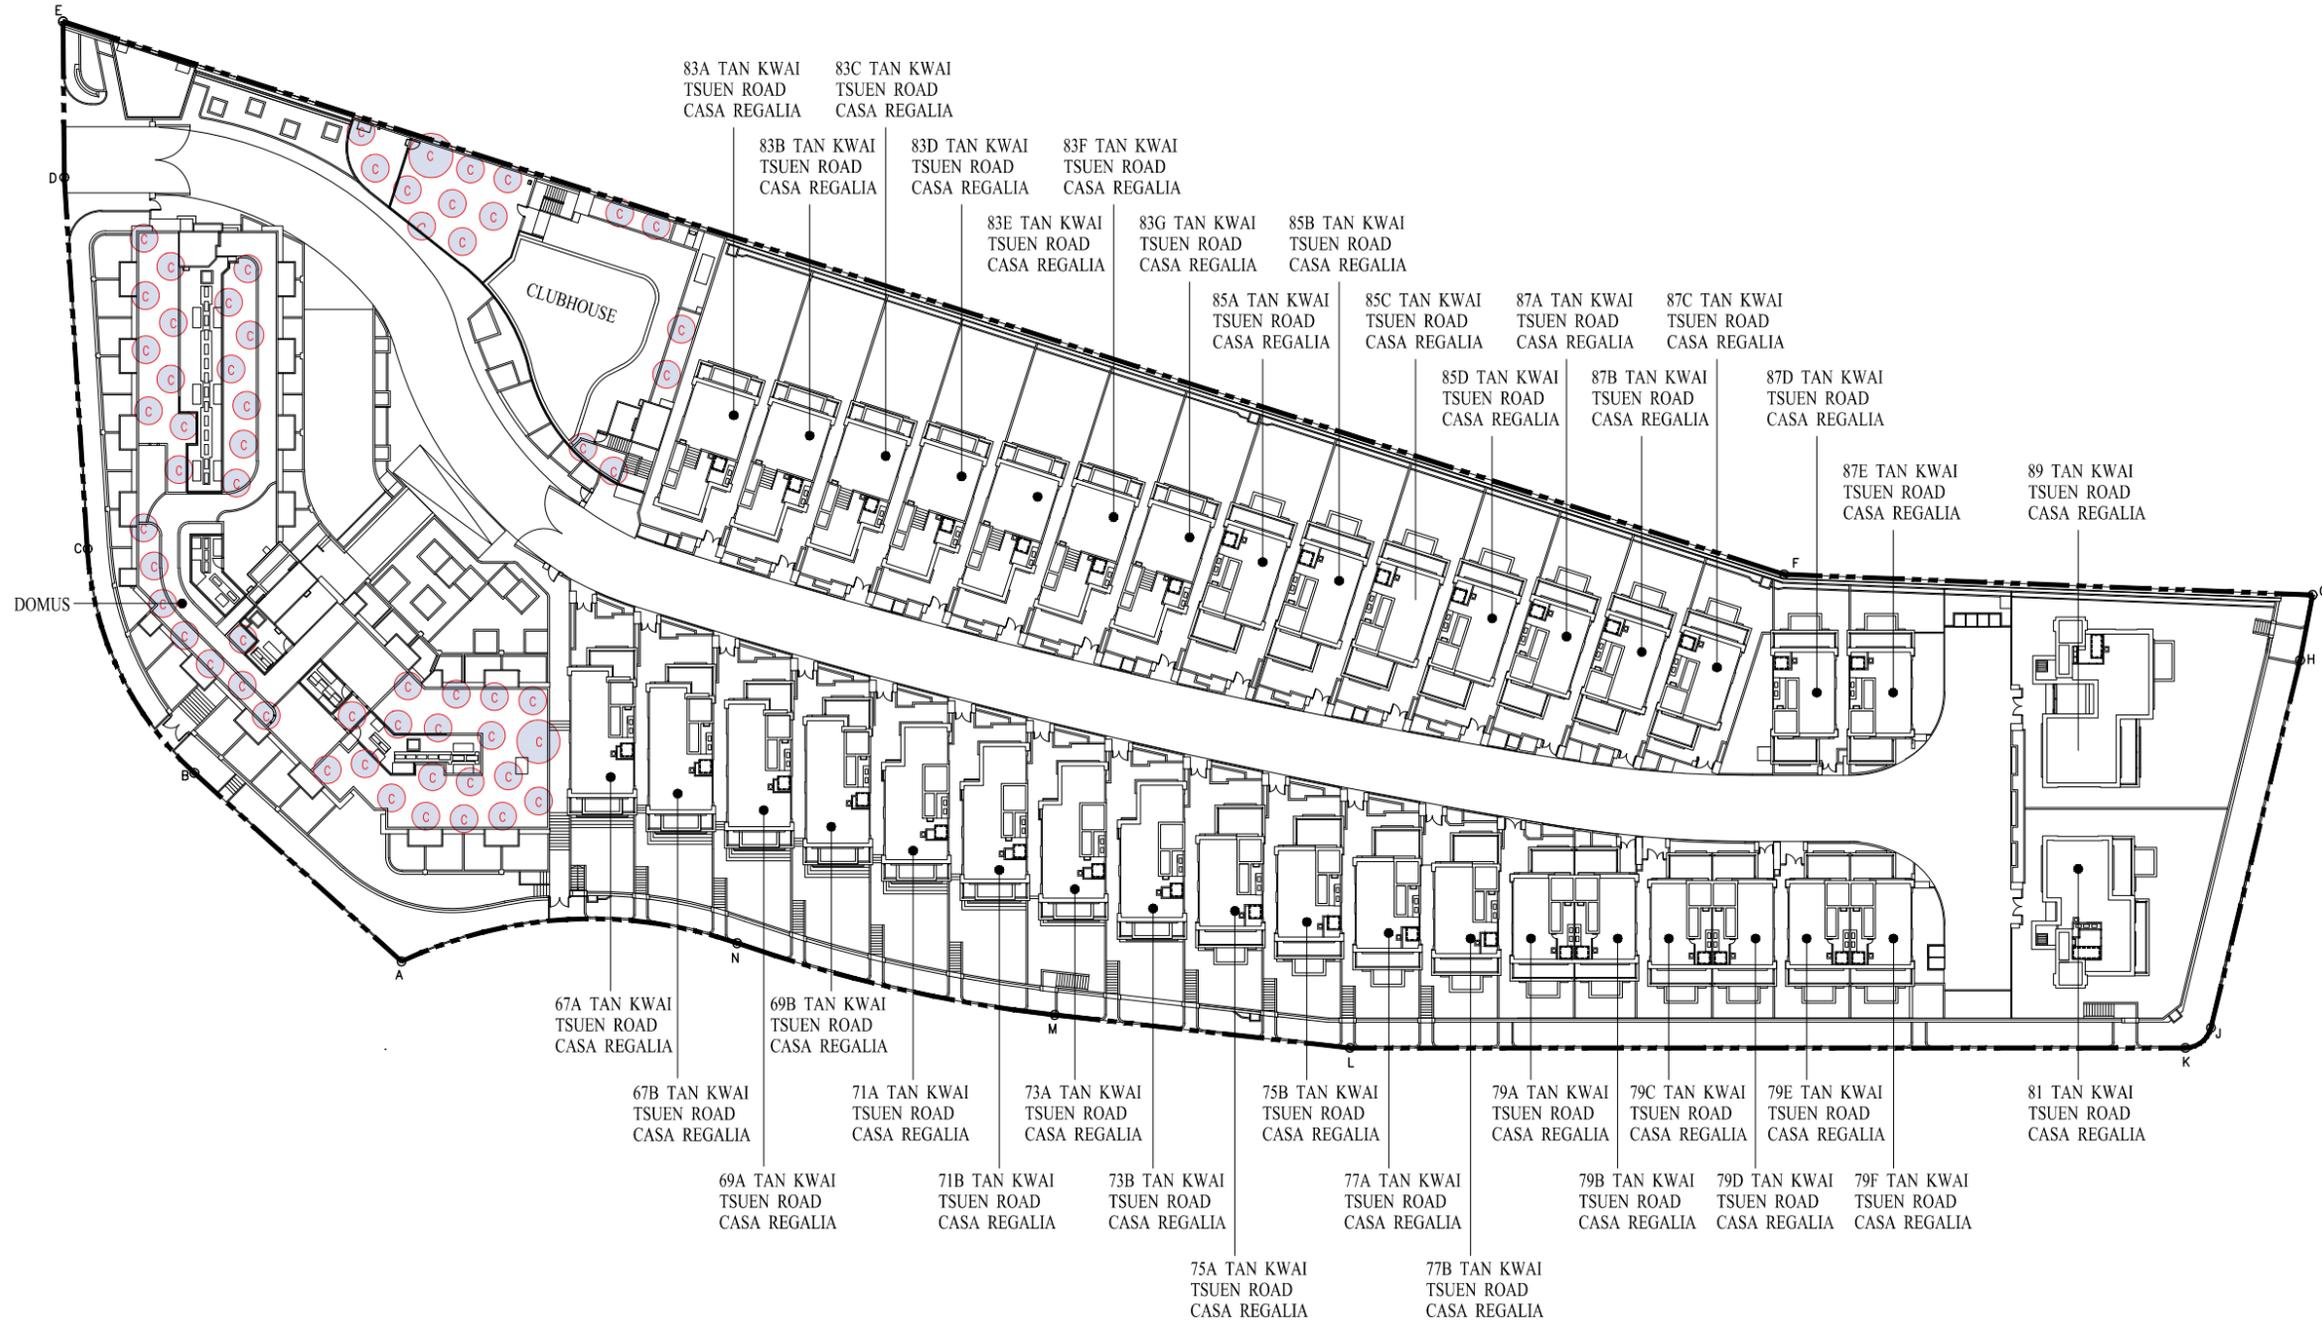 E
83A TAN KWAI
TSUEN ROAD
CASA REGALIA
83C TAN KWAI
TSUEN ROAD
CASA REGALIA
83B TAN KWAI
TSUEN ROAD
CASA REGALIA
83D TAN KWAI
TSUEN ROAD
CASA REGALIA
83F TAN KWAI
TSUEN ROAD
CASA REGALIA
D
83E TAN KWAI
TSUEN ROAD
CASA REGALIA
83G TAN KWAI
TSUEN ROAD
CASA REGALIA
85B TAN KWAI
TSUEN ROAD
CASA REGALIA
CLUBHOUSE
85A TAN KWAI
TSUEN ROAD
CASA REGALIA
85C TAN KWAI
TSUEN ROAD
CASA REGALIA
87A TAN KWAI
TSUEN ROAD
CASA REGALIA
87C TAN KWAI
TSUEN ROAD
CASA REGALIA
85D TAN KWAI
TSUEN ROAD
CASA REGALIA
87B TAN KWAI
TSUEN ROAD
CASA REGALIA
87D TAN KWAI
TSUEN ROAD
CASA REGALIA
87E TAN KWAI
TSUEN ROAD
CASA REGALIA
89 TAN KWAI
TSUEN ROAD
CASA REGALIA
C
F
DOMUS
H
B
A
N
M
L
K
J
67A TAN KWAI
TSUEN ROAD
CASA REGALIA
69B TAN KWAI
TSUEN ROAD
CASA REGALIA
67B TAN KWAI
TSUEN ROAD
CASA REGALIA
71A TAN KWAI
TSUEN ROAD
CASA REGALIA
73A TAN KWAI
TSUEN ROAD
CASA REGALIA
75B TAN KWAI
TSUEN ROAD
CASA REGALIA
79A TAN KWAI
TSUEN ROAD
CASA REGALIA
79C TAN KWAI
TSUEN ROAD
CASA REGALIA
79E TAN KWAI
TSUEN ROAD
CASA REGALIA
81 TAN KWAI
TSUEN ROAD
CASA REGALIA
69A TAN KWAI
TSUEN ROAD
CASA REGALIA
71B TAN KWAI
TSUEN ROAD
CASA REGALIA
73B TAN KWAI
TSUEN ROAD
CASA REGALIA
77A TAN KWAI
TSUEN ROAD
CASA REGALIA
79B TAN KWAI
TSUEN ROAD
CASA REGALIA
79D TAN KWAI
TSUEN ROAD
CASA REGALIA
79F TAN KWAI
TSUEN ROAD
CASA REGALIA
75A TAN KWAI
TSUEN ROAD
CASA REGALIA
77B TAN KWAI
TSUEN ROAD
CASA REGALIA